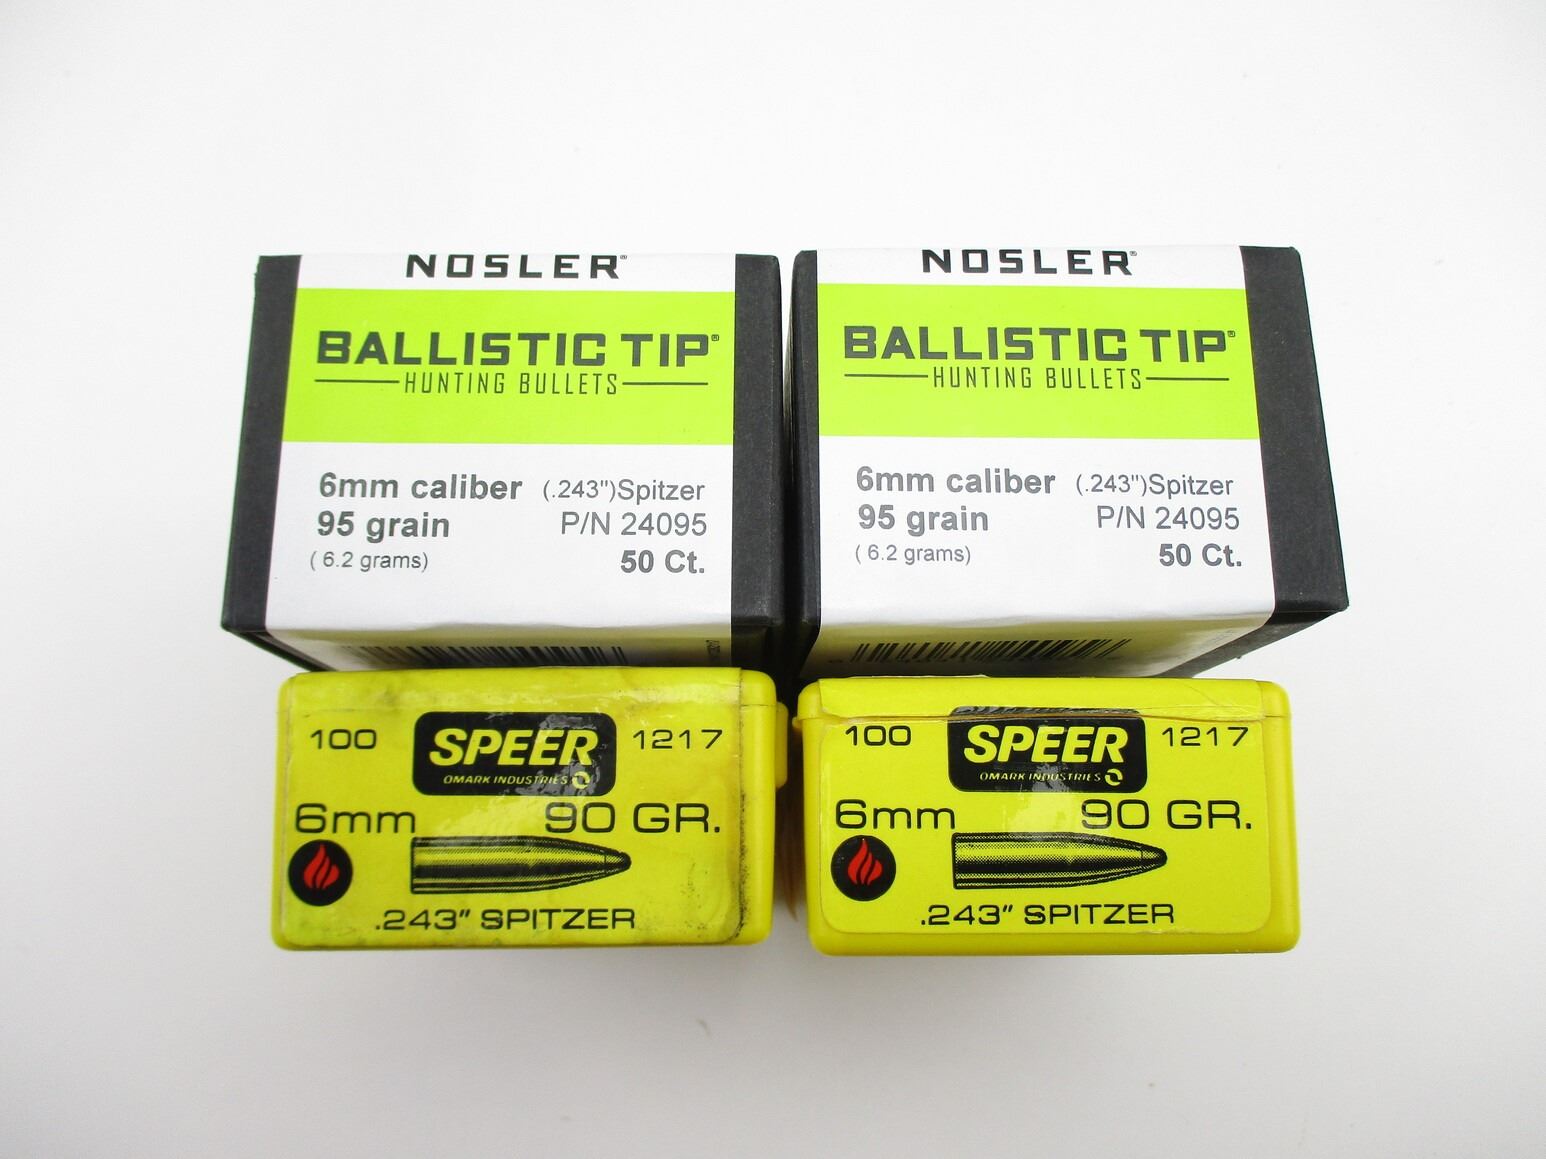 NOSLER®
BALLISTIC TIP®
HUNTING BULLETS
6mm caliber (.243")Spitzer
95 grain P/N 24095
( 6.2 grams) 50 Ct.
NOSLER®
BALLISTIC TIP®
HUNTING BULLETS
6mm caliber (.243")Spitzer
95 grain P/N 24095
( 6.2 grams) 50 Ct.
100 SPEER 1217
OMARK INDUSTRIES
6mm 90 GR.
.243" SPITZER
100 SPEER 1217
OMARK INDUSTRIES
6mm 90 GR.
.243" SPITZER